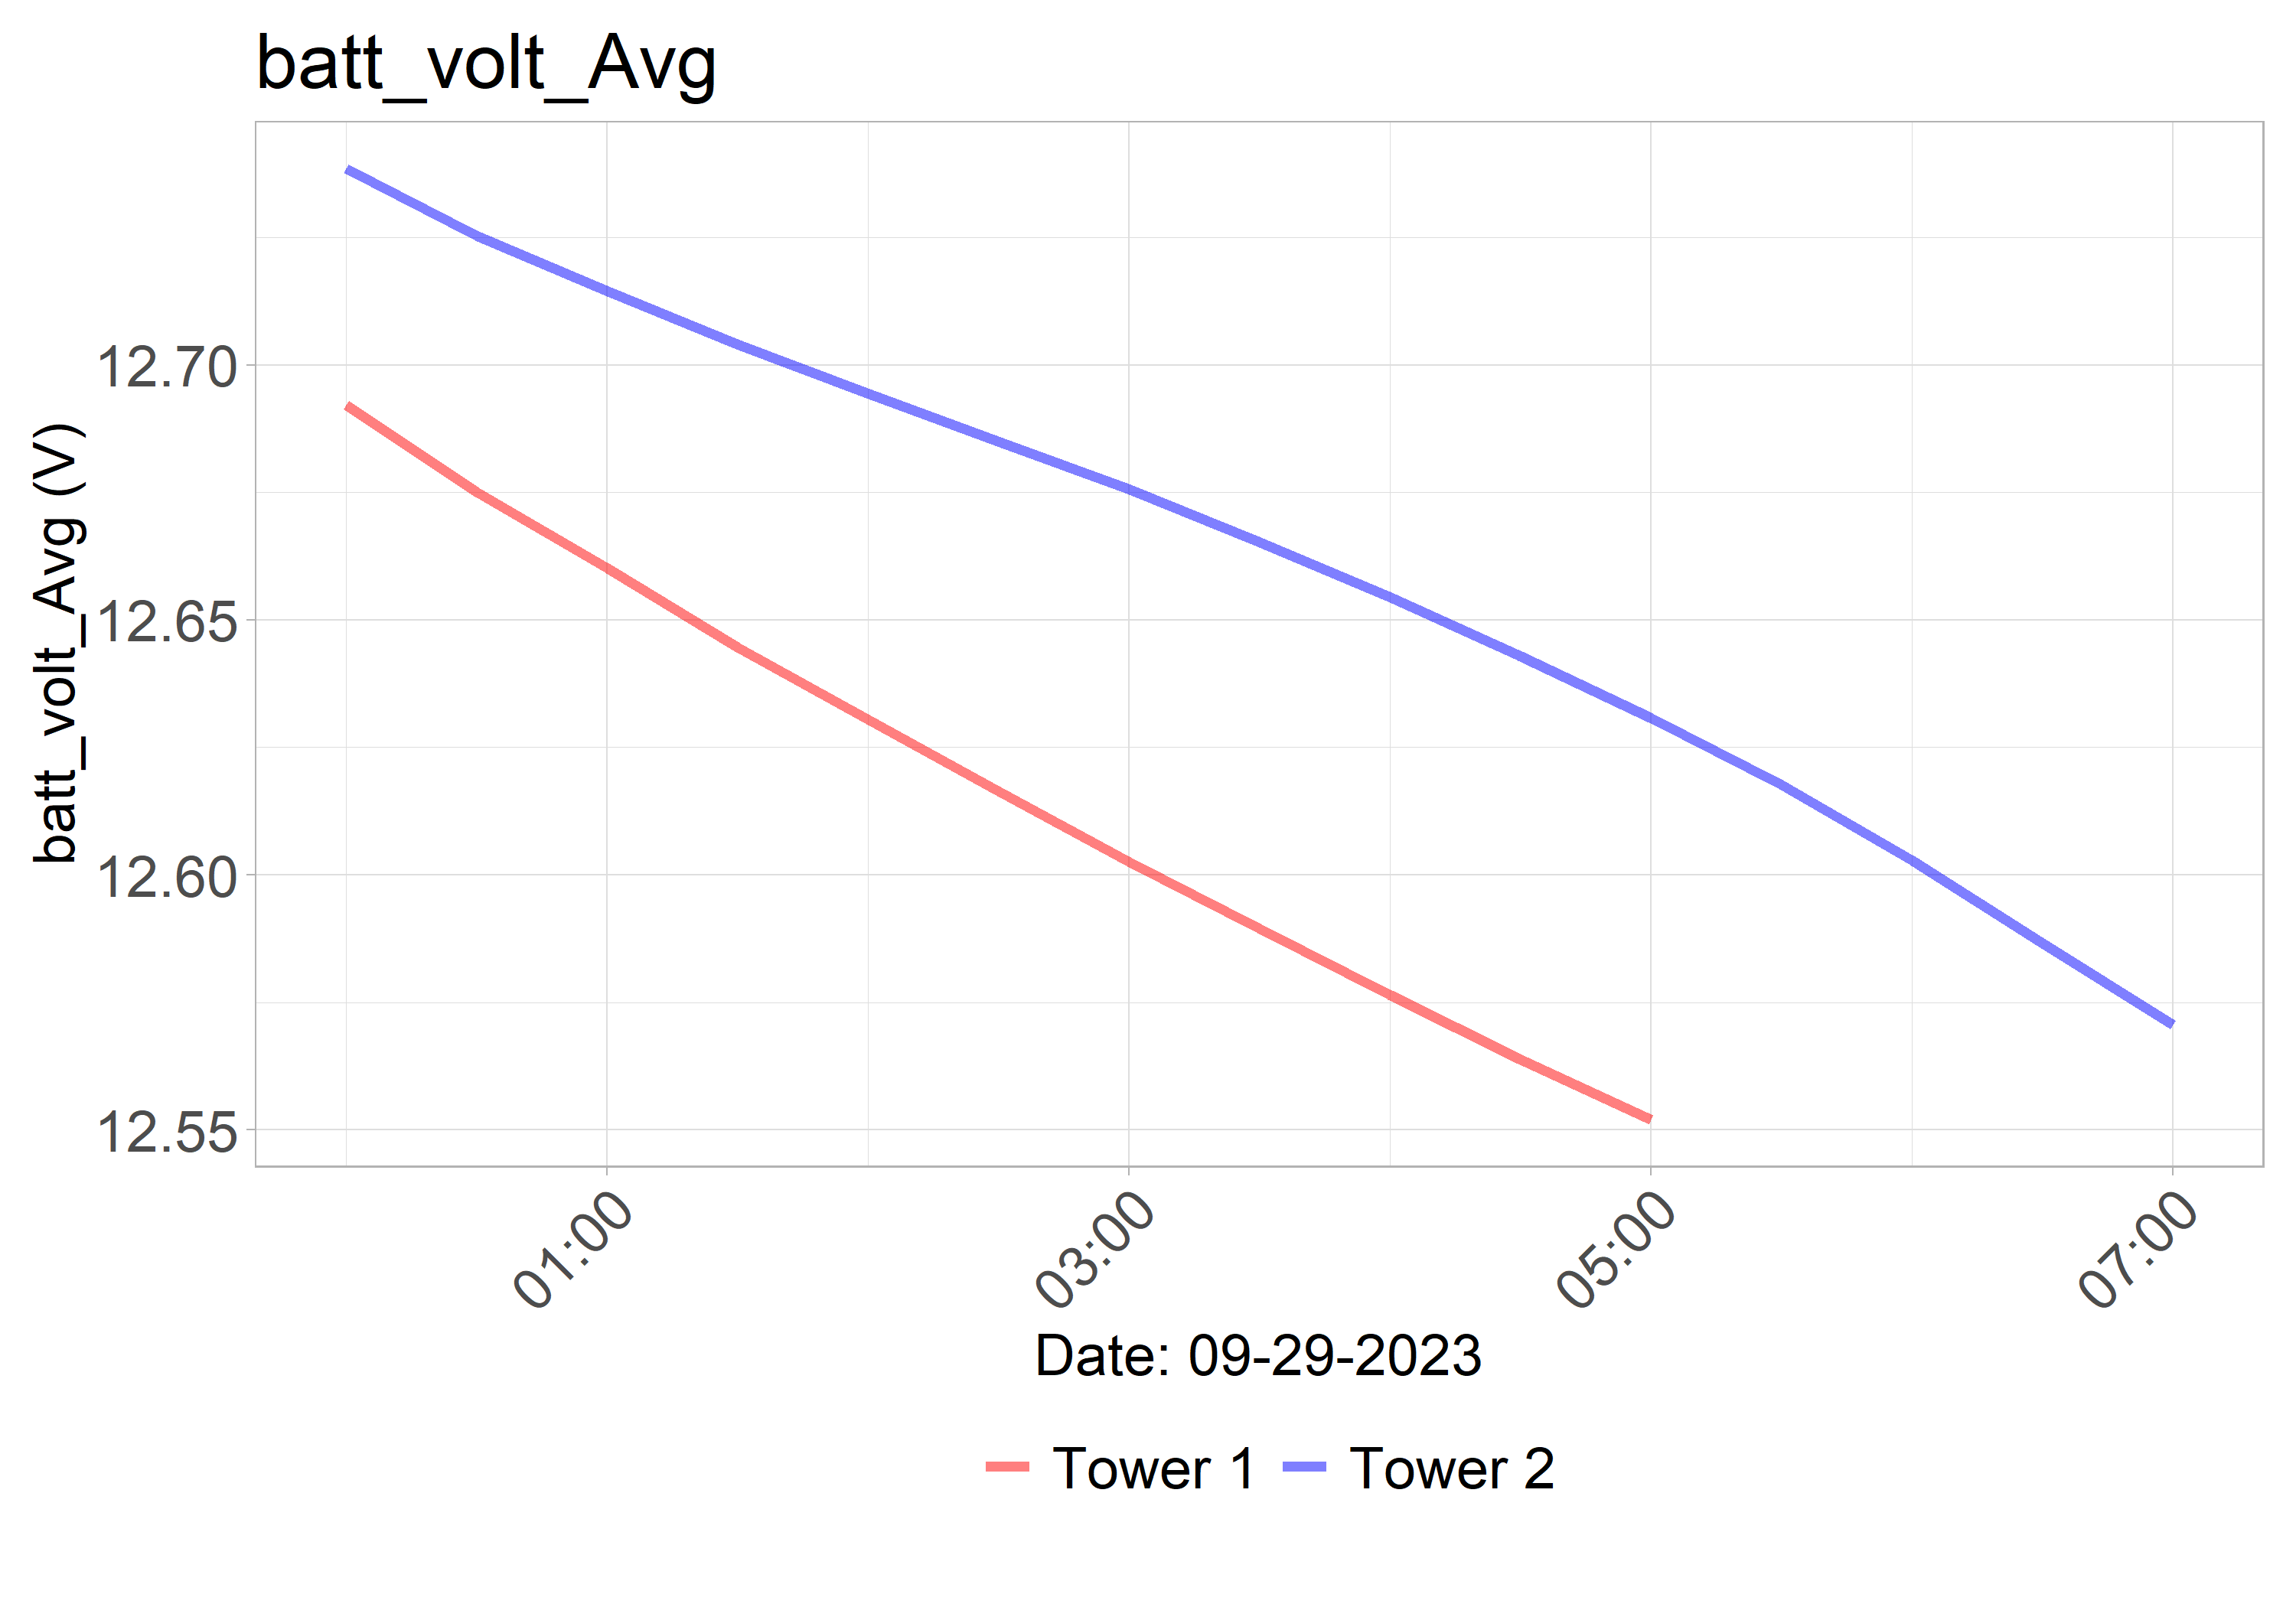 batt_volt_Avg
batt_volt_Avg (V)
12.70
12.65
12.60
12.55
01:00 03:00 05:00 07:00
Date: 09-29-2023
Tower 1 Tower 2